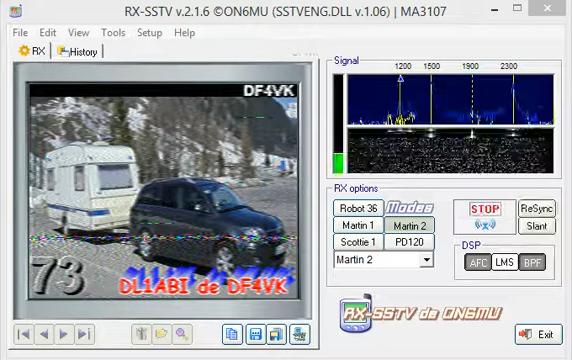 RX-SSTV v.2.1.6 ©ON6MU (SSTVENG.DLL v.1.06) | MA3107
File Edit View Tools Setup Help
RX History
DF4VK
73
DL1ABI de DF4VK
Signal
1200 1500 1900 2300
RX options
Robot 36 Modes
Martin 1 Martin 2
Scottie 1 PD120
Martin 2
STOP ReSync
Slant
DSP
AFC LMS BPF
RX-SSTV de ON6MU
Exit